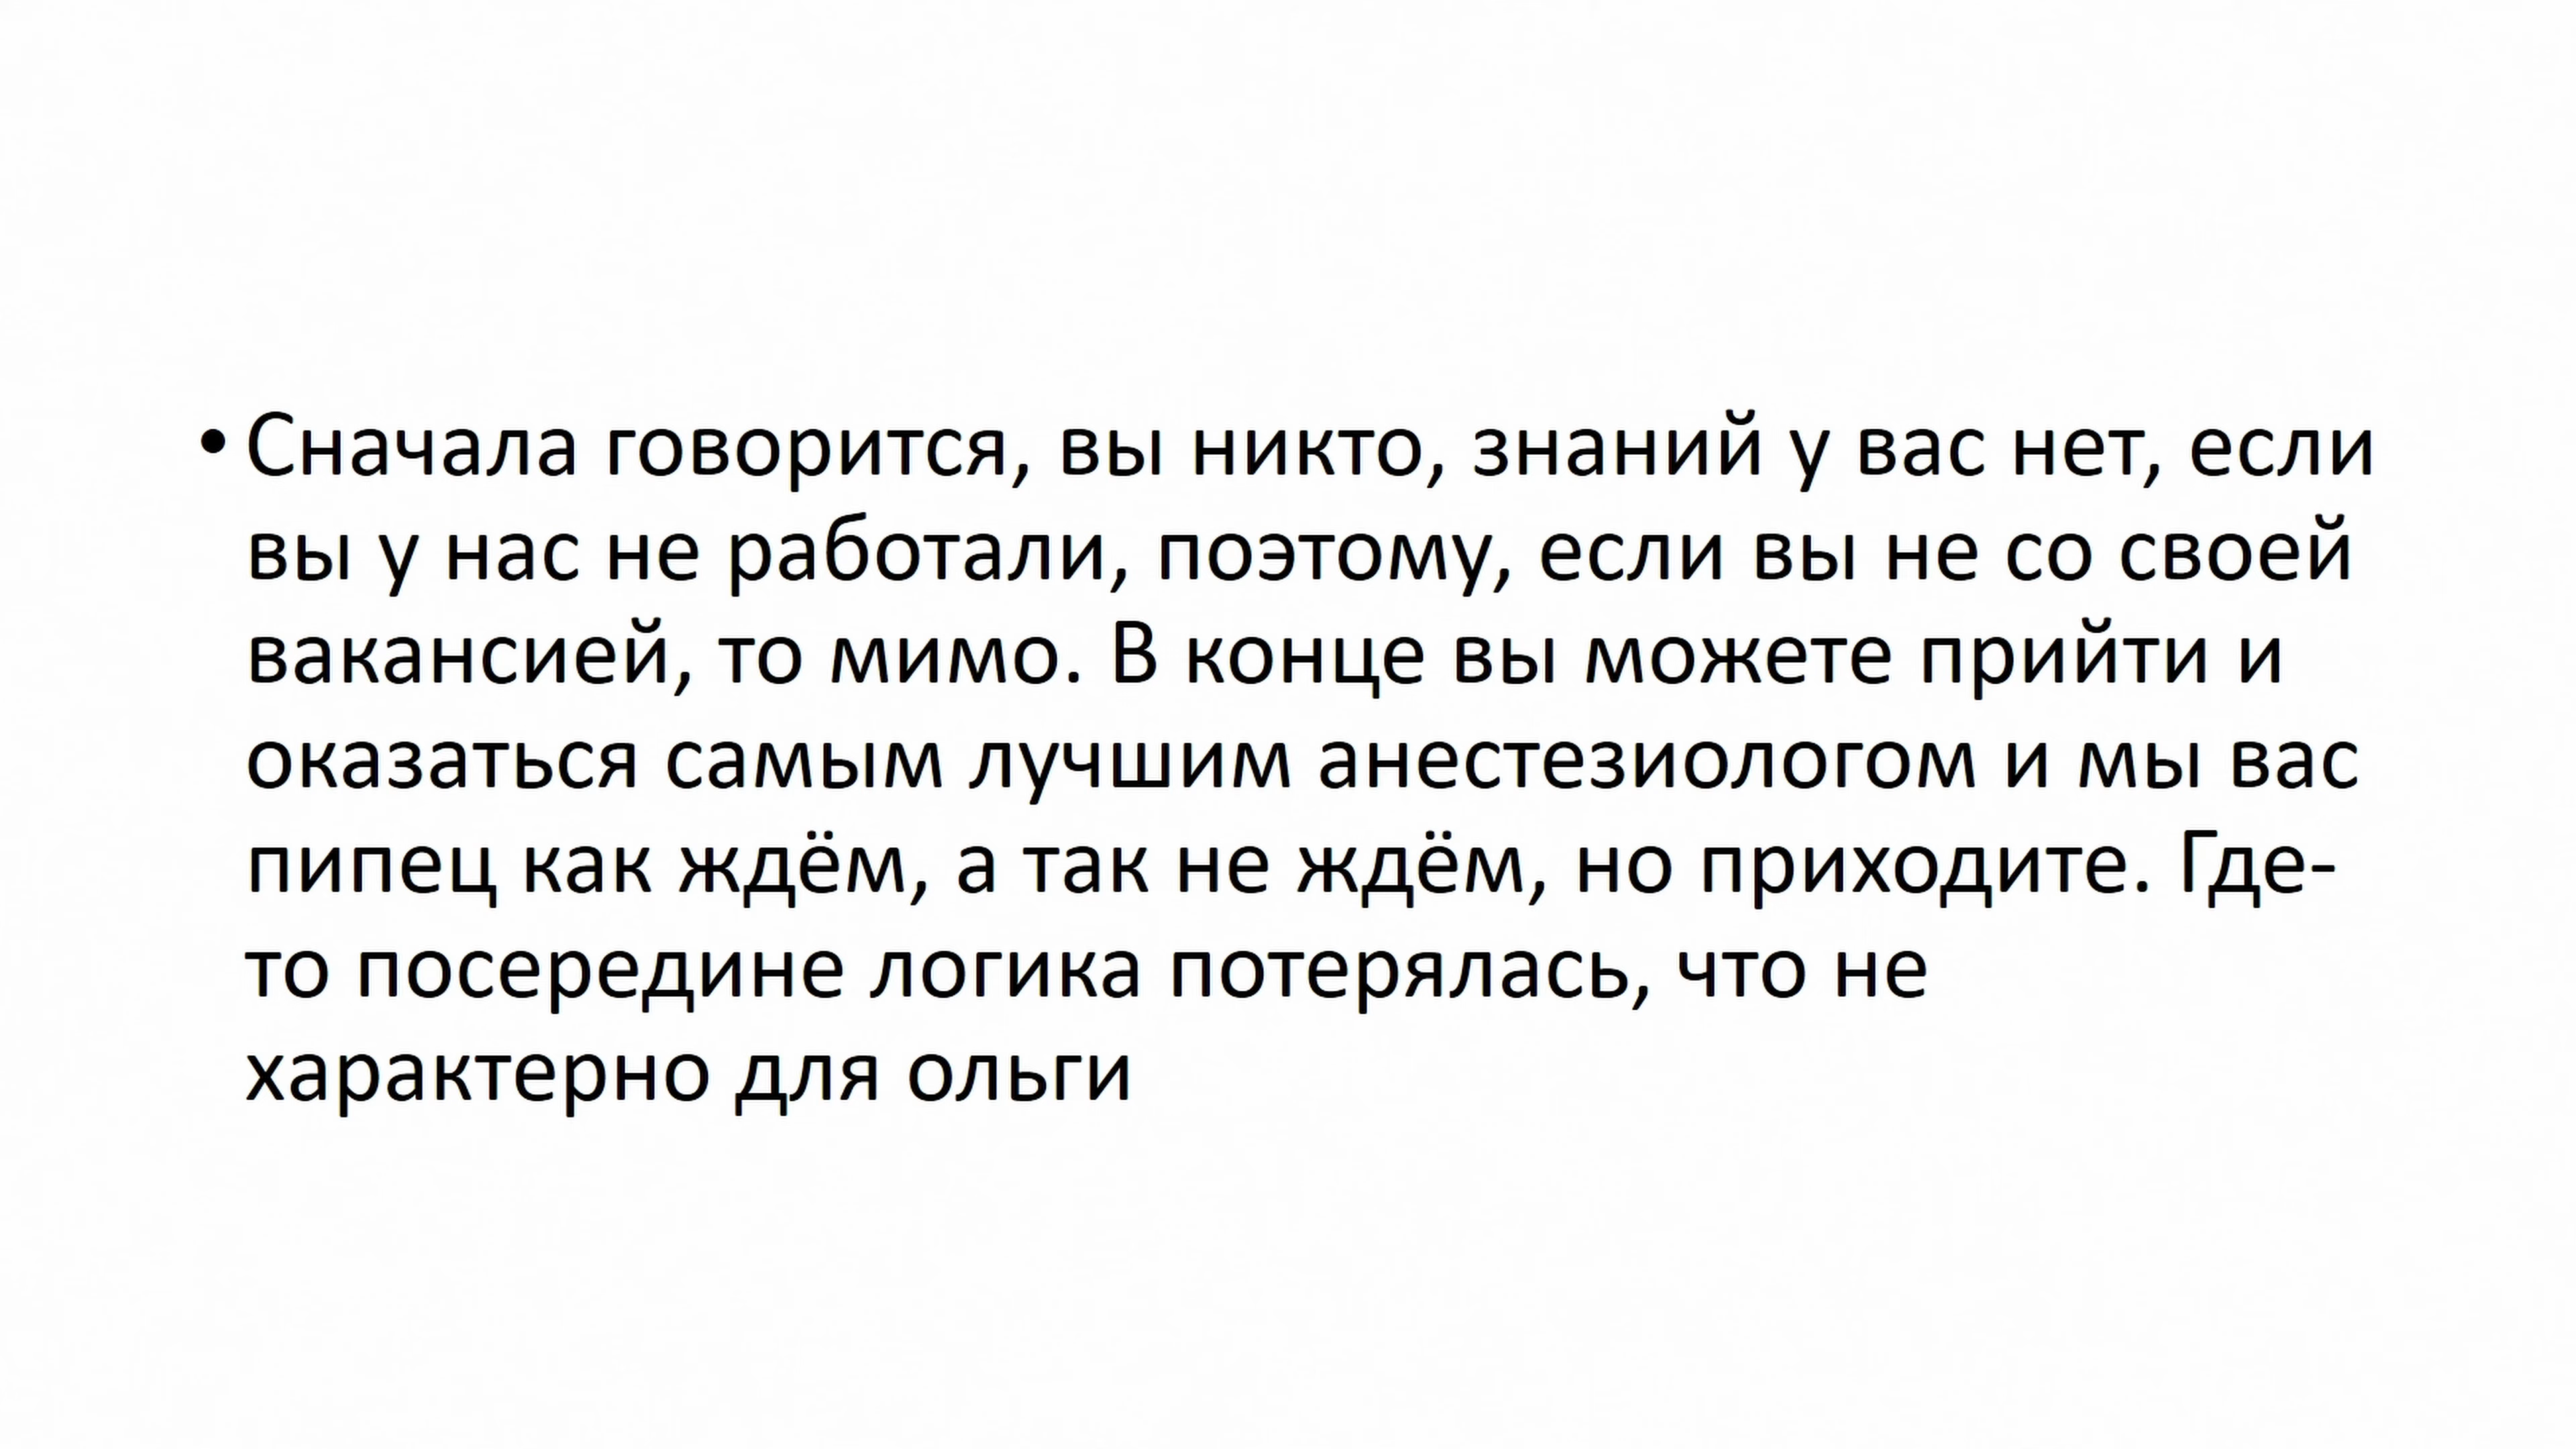 • Сначала говорится, вы никто, знаний у вас нет, если
вы у нас не работали, поэтому, если вы не со своей
вакансией, то мимо. В конце вы можете прийти и
оказаться самым лучшим анестезиологом и мы вас
пипец как ждём, а так не ждём, но приходите. Где-
то посередине логика потерялась, что не
характерно для ольги